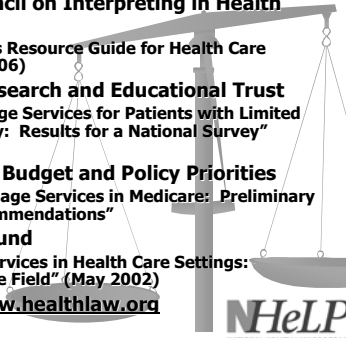 ncil on Interpreting in Health
s Resource Guide for Health Care
06)
search and Educational Trust
ge Services for Patients with Limited
y: Results for a National Survey”
Budget and Policy Priorities
age Services in Medicare: Preliminary
mmendations”
und
rvices in Health Care Settings:
e Field” (May 2002)
w.healthlaw.org
NHeLP